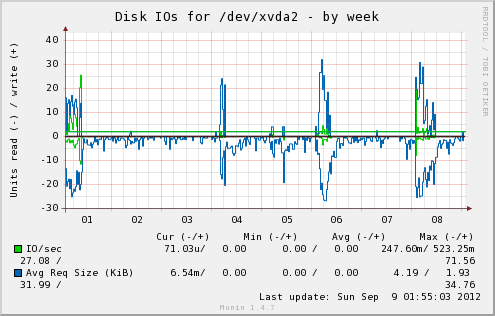 Disk IOs for /dev/xvda2 - by week
RRDTOOL / TOBI OETIKER
Units read (-) / write (+)
40
30
20
10
0
-10
-20
-30
01 02 03 04 05 06 07 08
Cur (-/+) Min (-/+) Avg (-/+) Max (-/+)
IO/sec 71.03u/ 0.00 0.00 / 0.00 247.60m/ 523.25m
27.08 / 71.56
Avg Req Size (KiB) 6.54m/ 0.00 0.00 / 0.00 4.19 / 1.93
31.99 / 34.76
Last update: Sun Sep 9 01:55:03 2012
Munin 1.4.7